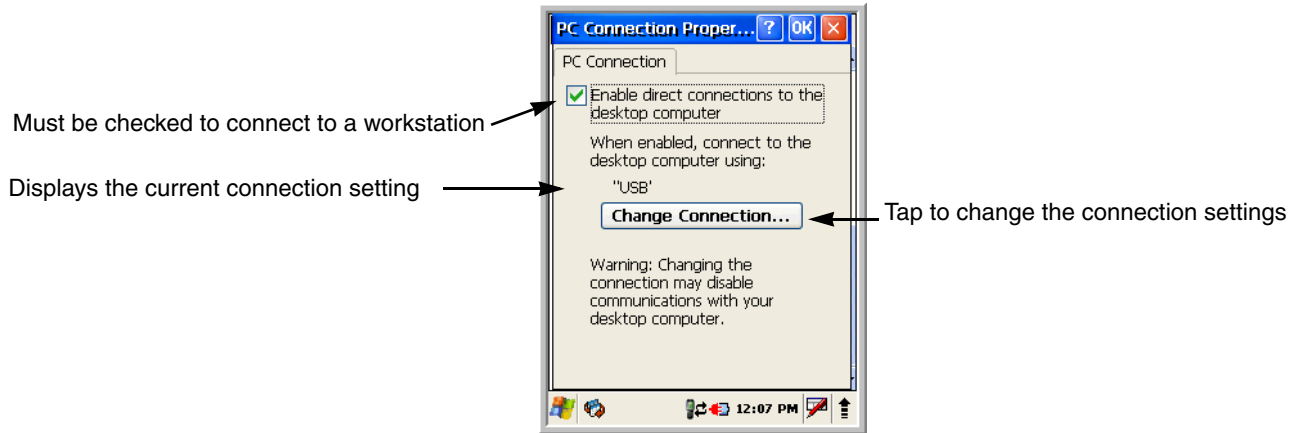 PC Connection Proper... ? OK
PC Connection
Enable direct connections to the
desktop computer
Must be checked to connect to a workstation
When enabled, connect to the
desktop computer using:
Displays the current connection setting
"USB'
Change Connection...
Tap to change the connection settings
Warning: Changing the
connection may disable
communications with your
desktop computer.
12:07 PM